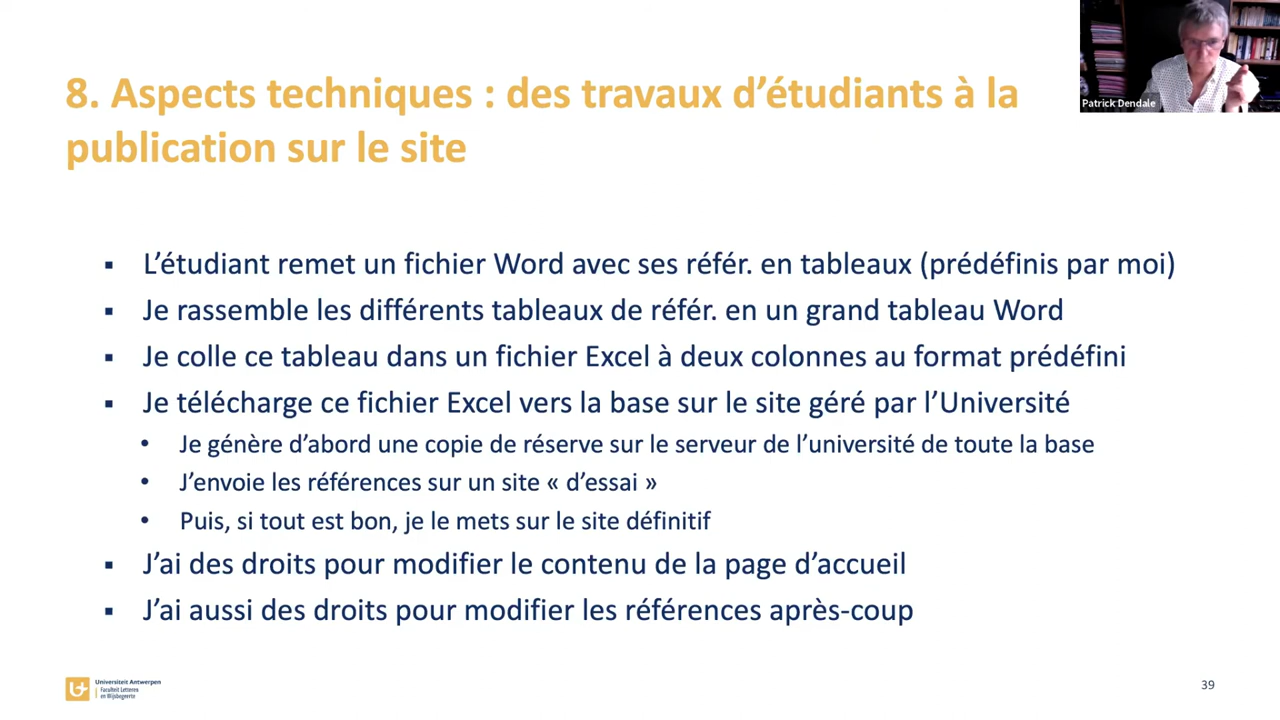 Patrick Dendale
8. Aspects techniques : des travaux d’étudiants à la
publication sur le site
▪ L’étudiant remet un fichier Word avec ses référ. en tableaux (prédéfinis par moi)
▪ Je rassemble les différents tableaux de référ. en un grand tableau Word
▪ Je colle ce tableau dans un fichier Excel à deux colonnes au format prédéfini
▪ Je télécharge ce fichier Excel vers la base sur le site géré par l’Université
• Je génère d’abord une copie de réserve sur le serveur de l’université de toute la base
• J’envoie les références sur un site « d’essai »
• Puis, si tout est bon, je le mets sur le site définitif
▪ J’ai des droits pour modifier le contenu de la page d’accueil
▪ J’ai aussi des droits pour modifier les références après-coup
Universiteit Antwerpen
Faculteit Letteren
en Wijsbegeerte
39